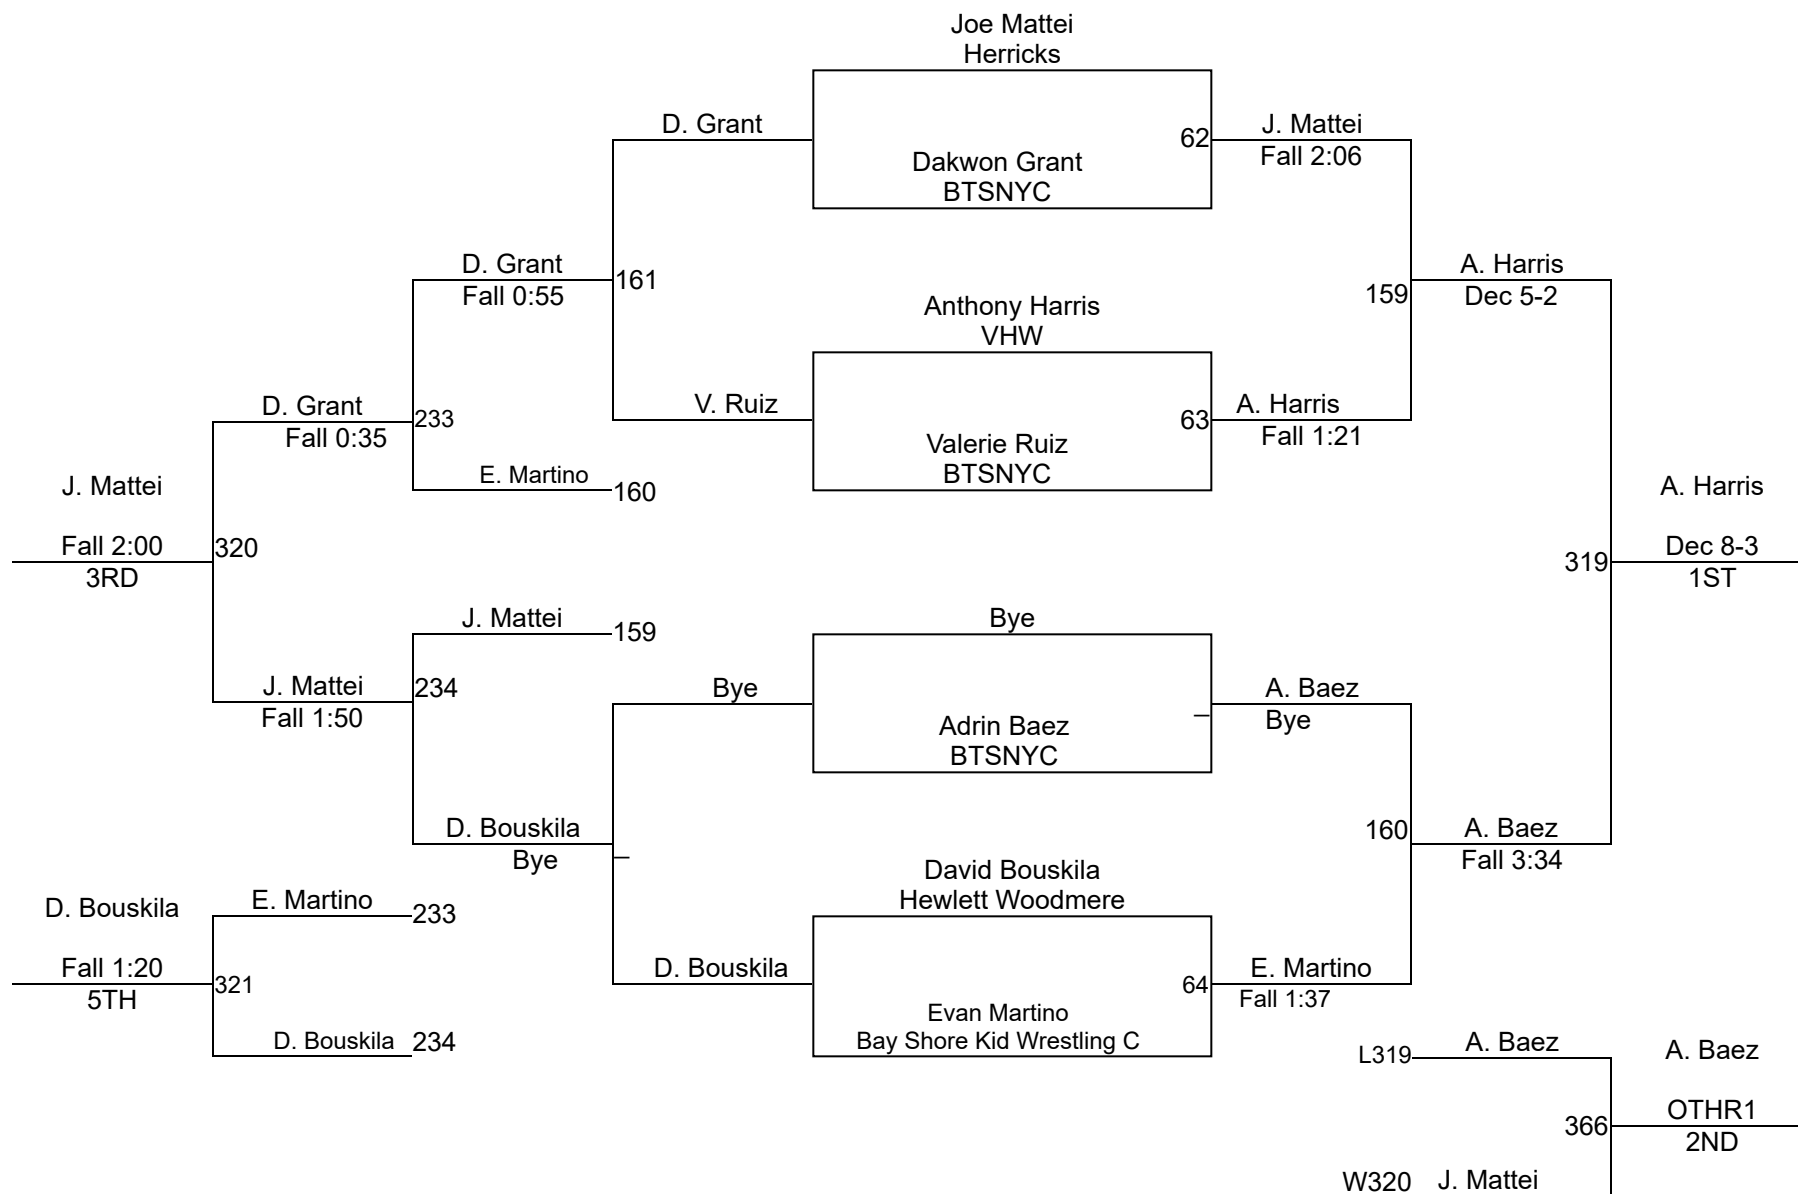 Joe Mattei
Herricks
D. Grant
62
J. Mattei
Fall 2:06
Dakwon Grant
BTSNYC
D. Grant
Fall 0:55
161
A. Harris
Dec 5-2
159
Anthony Harris
VHW
D. Grant
Fall 0:35
233
V. Ruiz
63
A. Harris
Fall 1:21
Valerie Ruiz
BTSNYC
E. Martino
160
J. Mattei
Fall 2:00
3RD
320
A. Harris
Dec 8-3
1ST
319
J. Mattei
159
Bye
J. Mattei
Fall 1:50
234
Bye
A. Baez
Bye
Adrin Baez
BTSNYC
D. Bouskila
Bye
160
A. Baez
Fall 3:34
David Bouskila
Hewlett Woodmere
D. Bouskila
Fall 1:20
5TH
E. Martino
233
321
D. Bouskila
234
D. Bouskila
64
E. Martino
Fall 1:37
Evan Martino
Bay Shore Kid Wrestling C
L319
A. Baez
A. Baez
366
OTHR1
2ND
W320
J. Mattei